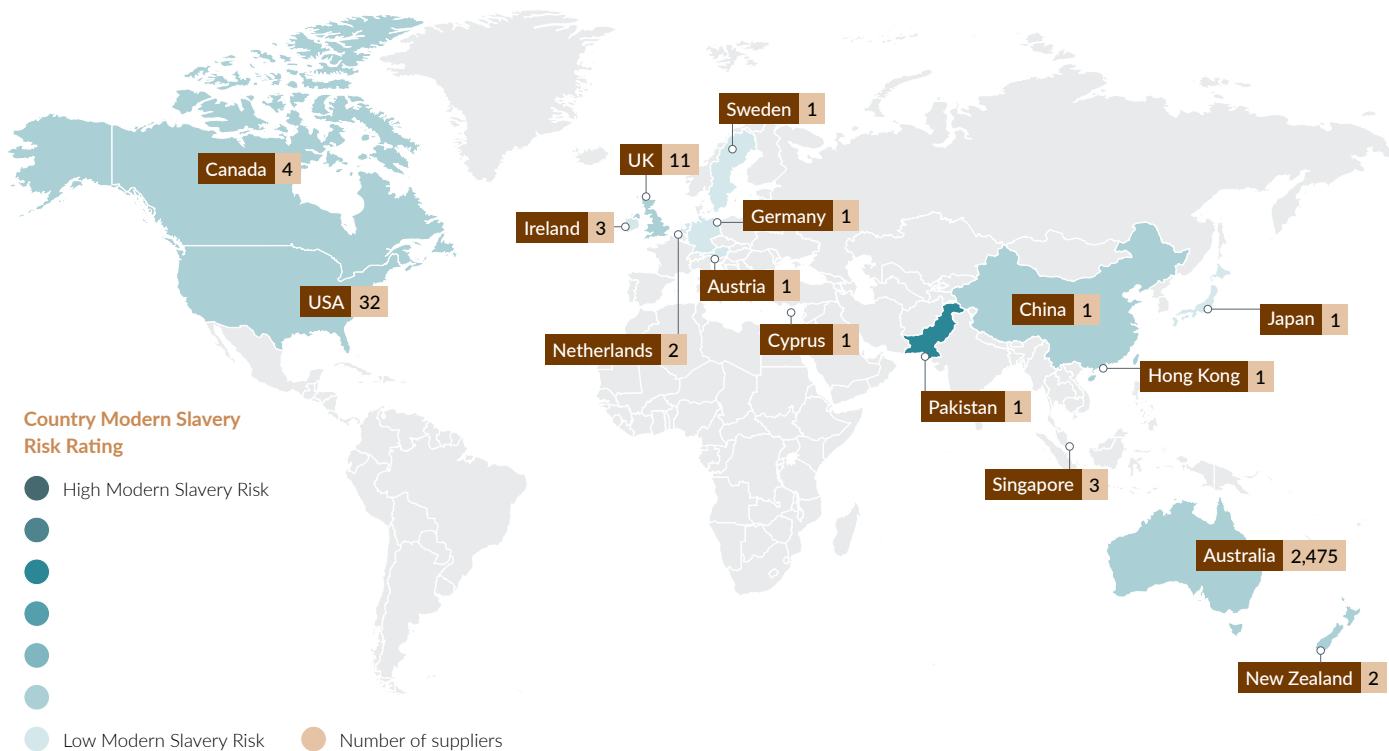 Sweden 1
UK 11
Canada 4
Germany 1
Ireland 3
Austria 1
USA 32
China 1
Japan 1
Cyprus 1
Netherlands 2
Hong Kong 1
Pakistan 1
Country Modern Slavery
Risk Rating
High Modern Slavery Risk
Singapore 3
Australia 2,475
New Zealand 2
Low Modern Slavery Risk
Number of suppliers